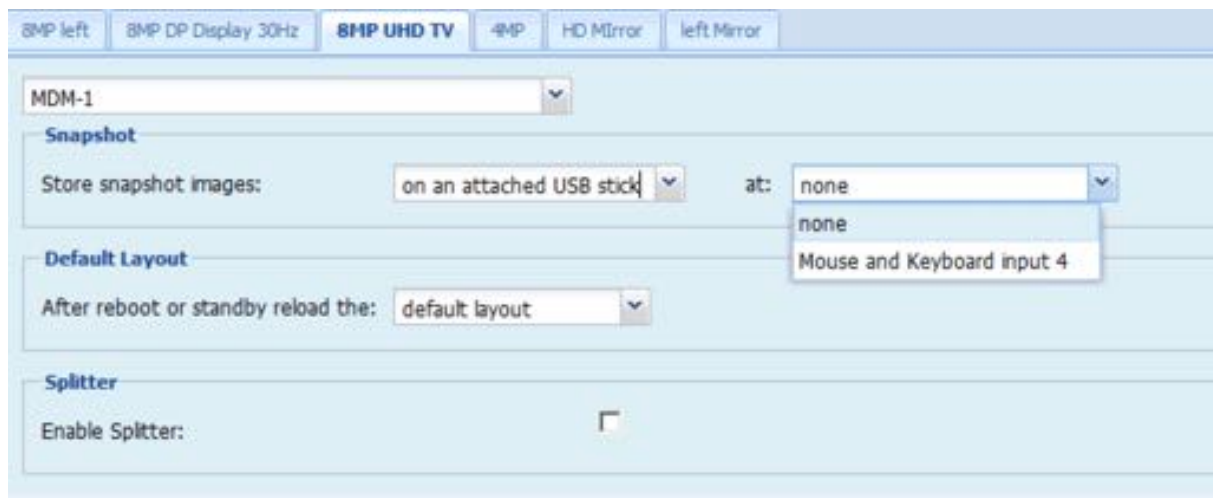 8MP left 8MP DP Display 30Hz 8MP UHD TV 4MP HD MIrror left Mirror
MDM-1
Snapshot
Store snapshot images: on an attached USB stick at: none
none
Mouse and Keyboard input 4
Default Layout
After reboot or standby reload the: default layout
Splitter
Enable Splitter: